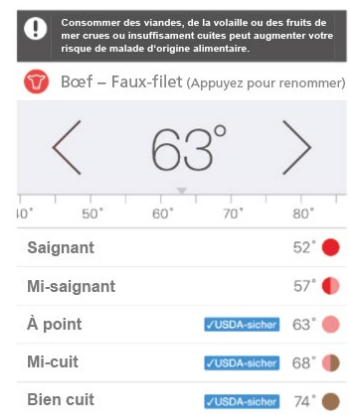 Consommer des viandes, de la volaille ou des fruits de
mer crues ou insuffisament cuites peut augmenter votre
risque de malade d'origine alimentaire.
Bœf – Faux-filet (Appuyez pour renommer)
63°
40° 50° 60° 70° 80°
Saignant 52°
Mi-saignant 57°
À point ✓USDA-sicher 63°
Mi-cuit ✓USDA-sicher 68°
Bien cuit ✓USDA-sicher 74°